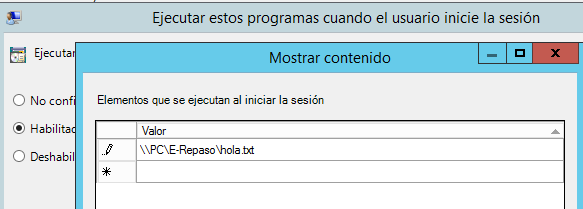 Ejecutar estos programas cuando el usuario inicie la sesión
Ejecutar
Mostrar contenido
No confi
Habilitad
Deshabil
Elementos que se ejecutan al iniciar la sesión
Valor
\\PC\E-Repaso\hola.txt